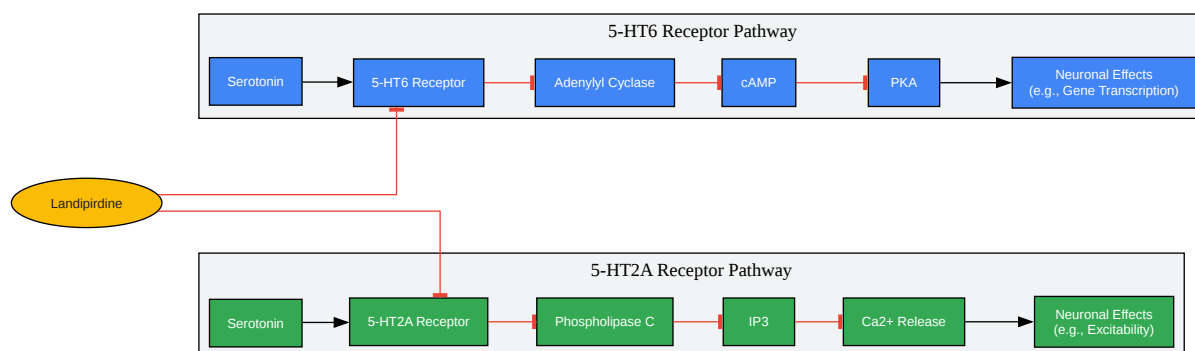 5-HT6 Receptor Pathway
Serotonin
5-HT6 Receptor
Adenylyl Cyclase
cAMP
PKA
Neuronal Effects
(e.g., Gene Transcription)
Landipirdine
5-HT2A Receptor Pathway
Serotonin
5-HT2A Receptor
Phospholipase C
IP3
Ca2+ Release
Neuronal Effects
(e.g., Excitability)